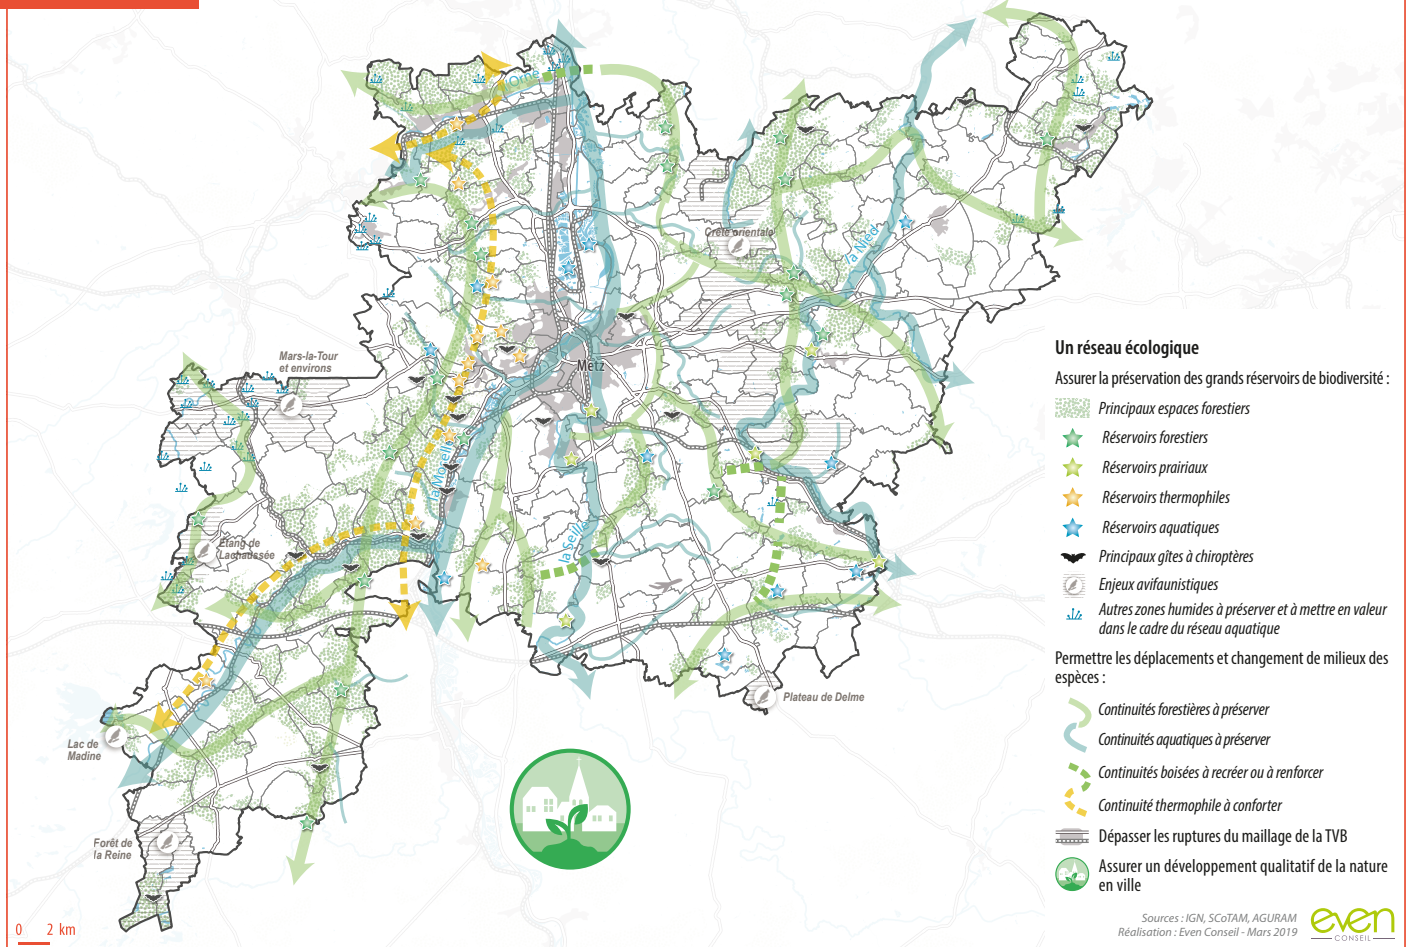 l'Orne
Crête orientale
la Nied
Mars-la-Tour
et environs
Metz
la Moselle
la Seille
Étang de
Lachaussée
Plateau de Delme
Lac de
Madine
Forêt de
la Reine
0 2 km
Un réseau écologique
Assurer la préservation des grands réservoirs de biodiversité :
Principaux espaces forestiers
Réservoirs forestiers
Réservoirs prairiaux
Réservoirs thermophiles
Réservoirs aquatiques
Principaux gîtes à chiroptères
Enjeux avifaunistiques
Autres zones humides à préserver et à mettre en valeur
dans le cadre du réseau aquatique
Permettre les déplacements et changement de milieux des
espèces :
Continuités forestières à préserver
Continuités aquatiques à préserver
Continuités boisées à recréer ou à renforcer
Continuité thermophile à conforter
Dépasser les ruptures du maillage de la TVB
Assurer un développement qualitatif de la nature
en ville
Sources : IGN, SCoTAM, AGURAM
Réalisation : Even Conseil - Mars 2019
even
CONSEIL